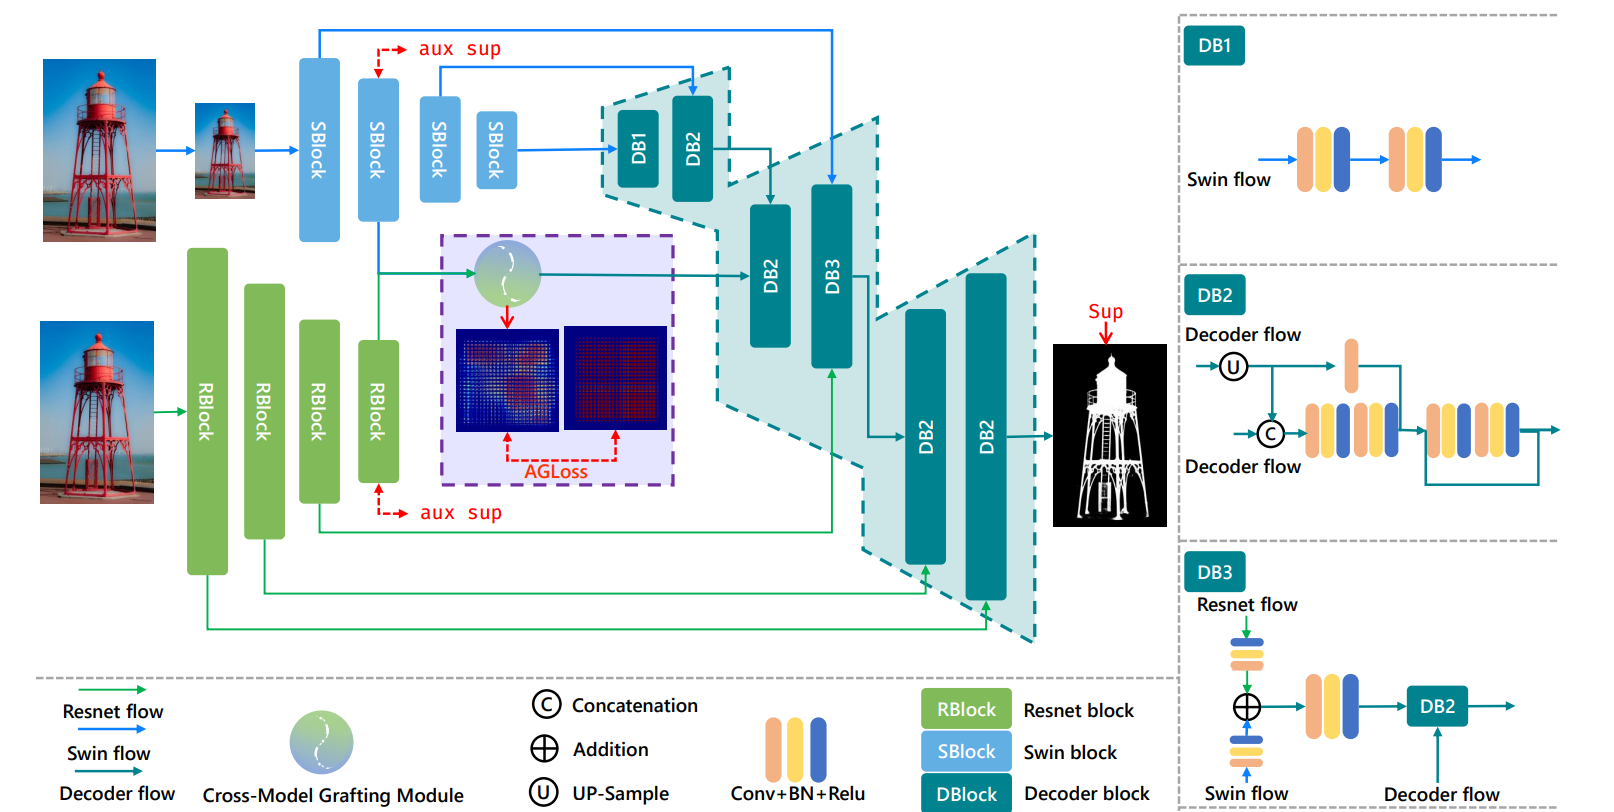 aux sup
SBlock
SBlock
SBlock
SBlock
DB1
DB2
DB2
DB3
RBlock
RBlock
RBlock
RBlock
AGLoss
aux sup
DB2
DB2
Sup
DB1
Swin flow
DB2
Decoder flow
U
C
Decoder flow
DB3
Resnet flow
DB2
Swin flow
Decoder flow
Resnet flow
Swin flow
Decoder flow
Cross-Model Grafting Module
C Concatenation
Addition
U UP-Sample
Conv+BN+Relu
RBlock Resnet block
SBlock Swin block
DBlock Decoder block